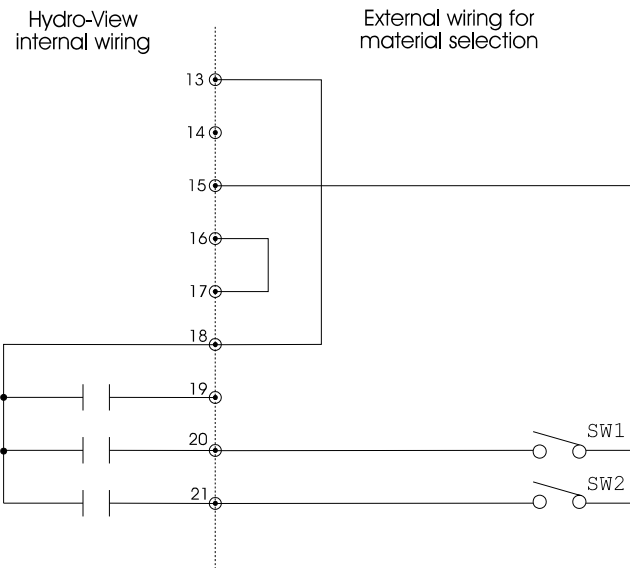 Hydro-View
internal wiring
External wiring for
material selection
13
14
15
16
17
18
19
20
SW1
21
SW2